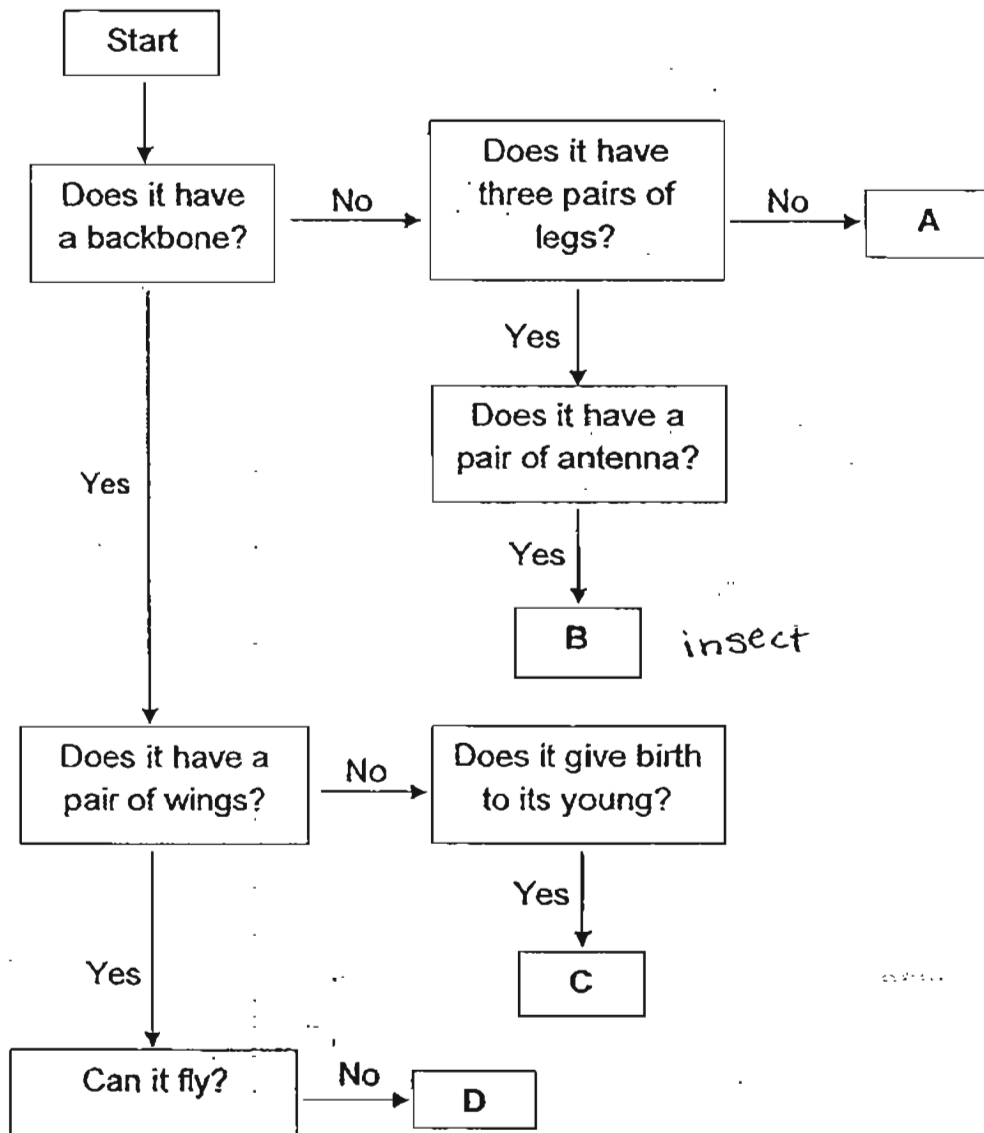 Start
Does it have
a backbone?
No
Does it have
three pairs of
legs?
No
A
Yes
Does it have a
pair of antenna?
Yes
Yes
B
insect
Does it have a
pair of wings?
No
Does it give birth
to its young?
Yes
C
Yes
Can it fly?
No
D